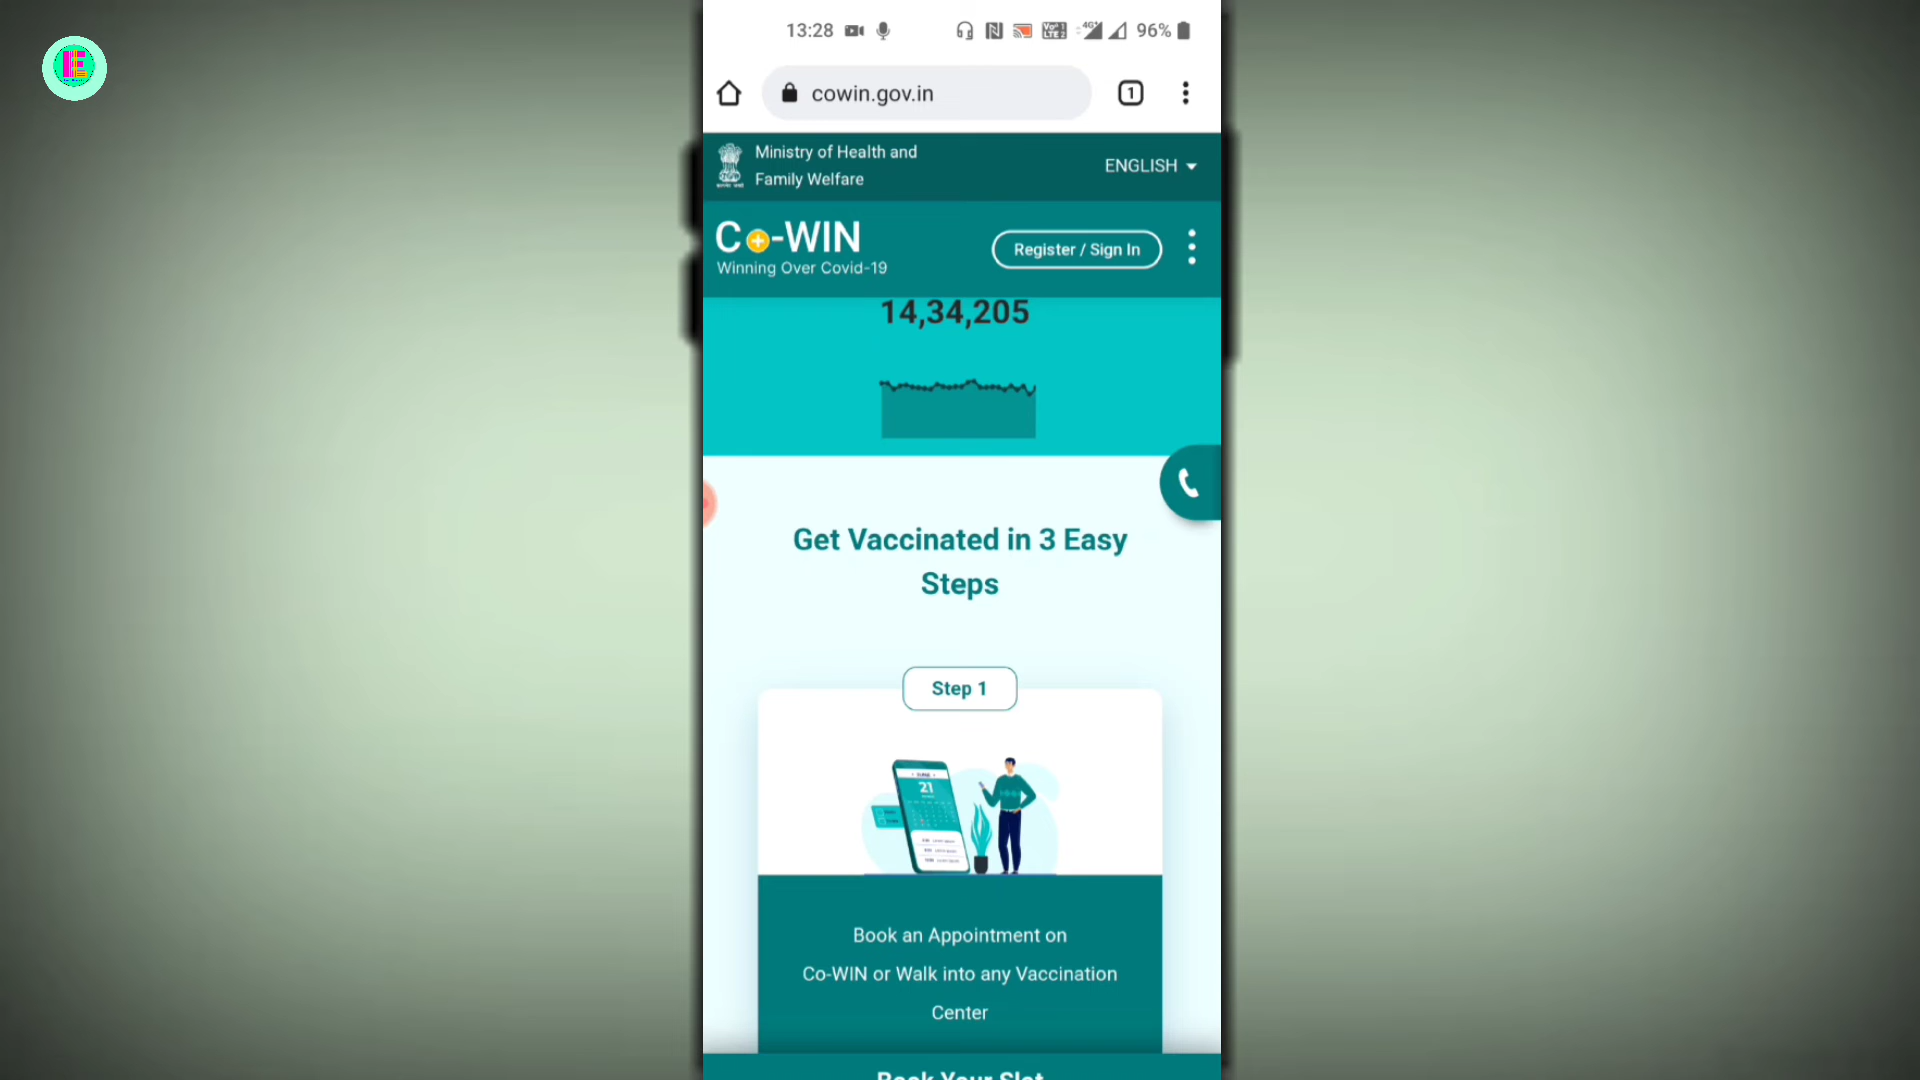 E
13:28
96%
cowin.gov.in
1
Ministry of Health and
Family Welfare
ENGLISH
Co-WIN
Winning Over Covid-19
Register / Sign In
14,34,205
Get Vaccinated in 3 Easy
Steps
Step 1
21
Book an Appointment on
Co-WIN or Walk into any Vaccination
Center
Book Your Slot